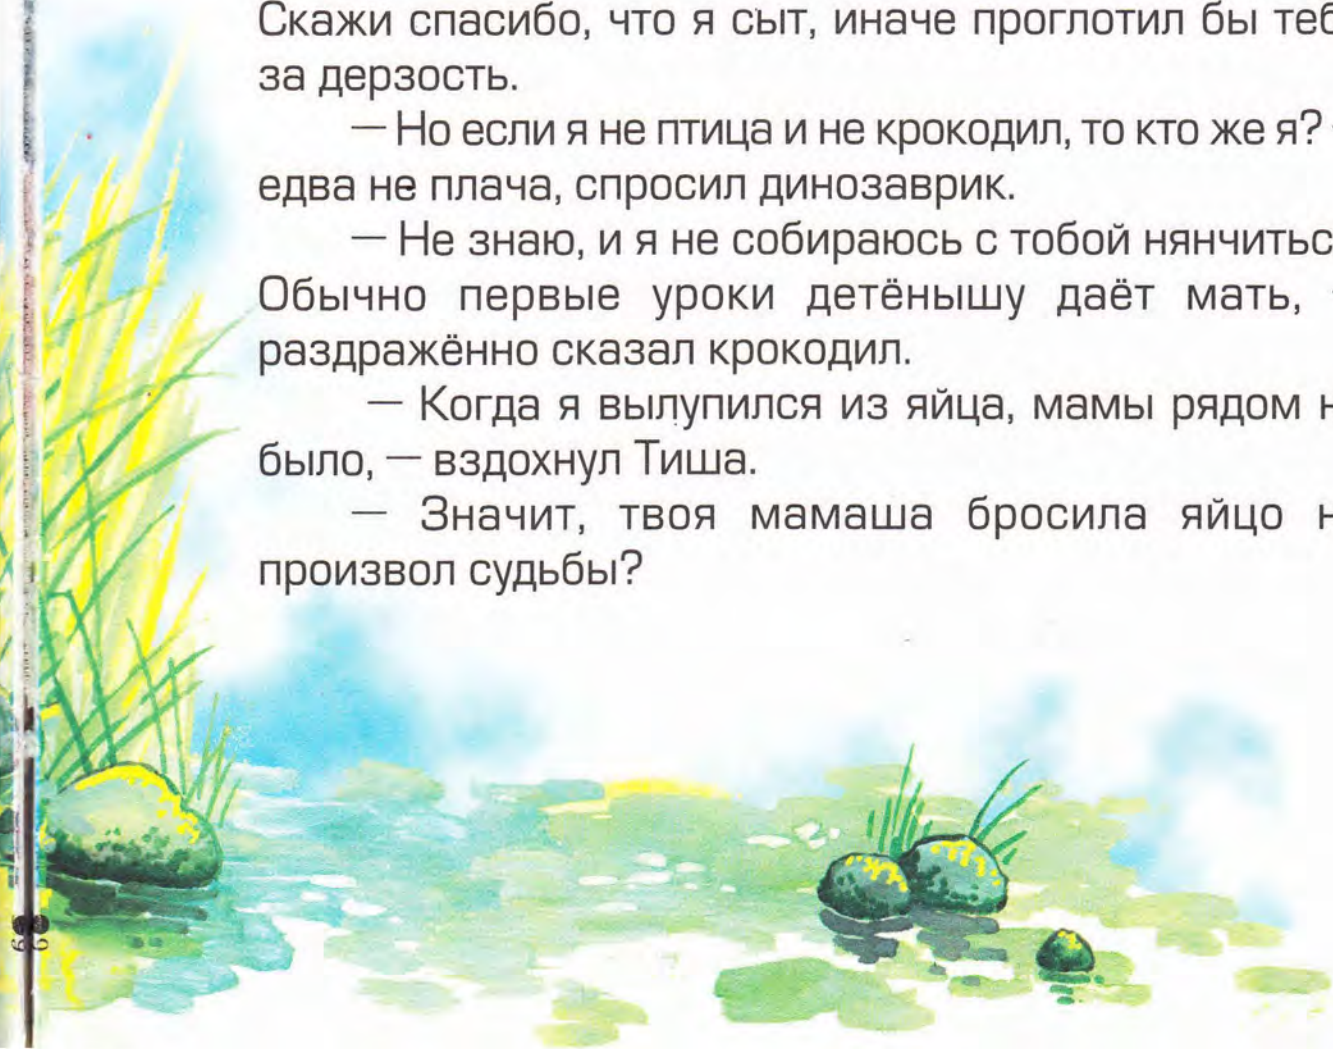 Скажи спасибо, что я сыт, иначе проглотил бы теб
за дерзость.
— Но если я не птица и не крокодил, то кто же я?
едва не плача, спросил динозаврик.
— Не знаю, и я не собираюсь с тобой нянчитьс
Обычно первые уроки детёнышу даёт мать, -
раздражённо сказал крокодил.
— Когда я вылупился из яйца, мамы рядом н
было, — вздохнул Тиша.
— Значит, твоя мамаша бросила яйцо н
произвол судьбы?